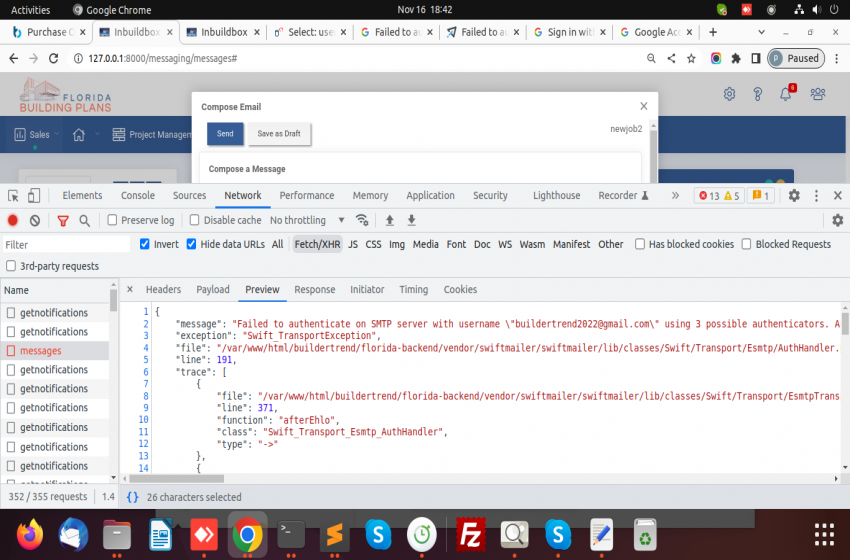 Activities Google Chrome Nov 16 18:42
Purchase Inbuildbox Inbuildbox Select: use Failed to a Failed to a Sign in wit Google Acc
127.0.0.1:8000/messaging/messages# P Paused
FLORIDA
BUILDING PLANS
6
Sales Project Managem
Compose Email
Send Save as Draft newjob2
Compose a Message
Elements Console Sources Network Performance Memory Application Security Lighthouse Recorder 13 5 1
Preserve log Disable cache No throttling
Filter Invert Hide data URLs All Fetch/XHR JS CSS Img Media Font Doc WS Wasm Manifest Other Has blocked cookies Blocked Requests
3rd-party requests
Name Headers Payload Preview Response Initiator Timing Cookies
getnotifications
getnotifications
messages
getnotifications
getnotifications
getnotifications
getnotifications
getnotifications
getnotifications
getnotifications
1 {
2 "message": "Failed to authenticate on SMTP server with username \"buildertrend2022@gmail.com\" using 3 possible authenticators. A
3 "exception": "Swift_TransportException",
4 "file": "/var/www/html/buildertrend/florida-backend/vendor/swiftmailer/swiftmailer/lib/classes/Swift/Transport/Esmtp/AuthHandler.
5 "line": 191,
6 "trace": [
7 {
8 "file": "/var/www/html/buildertrend/florida-backend/vendor/swiftmailer/swiftmailer/lib/classes/Swift/Transport/EsmtpTrans
9 "line": 371,
10 "function": "afterEhlo",
11 "class": "Swift_Transport_Esmtp_AuthHandler",
12 "type": "->"
13 },
14 {
352 / 355 requests 1.4 {} 26 characters selected